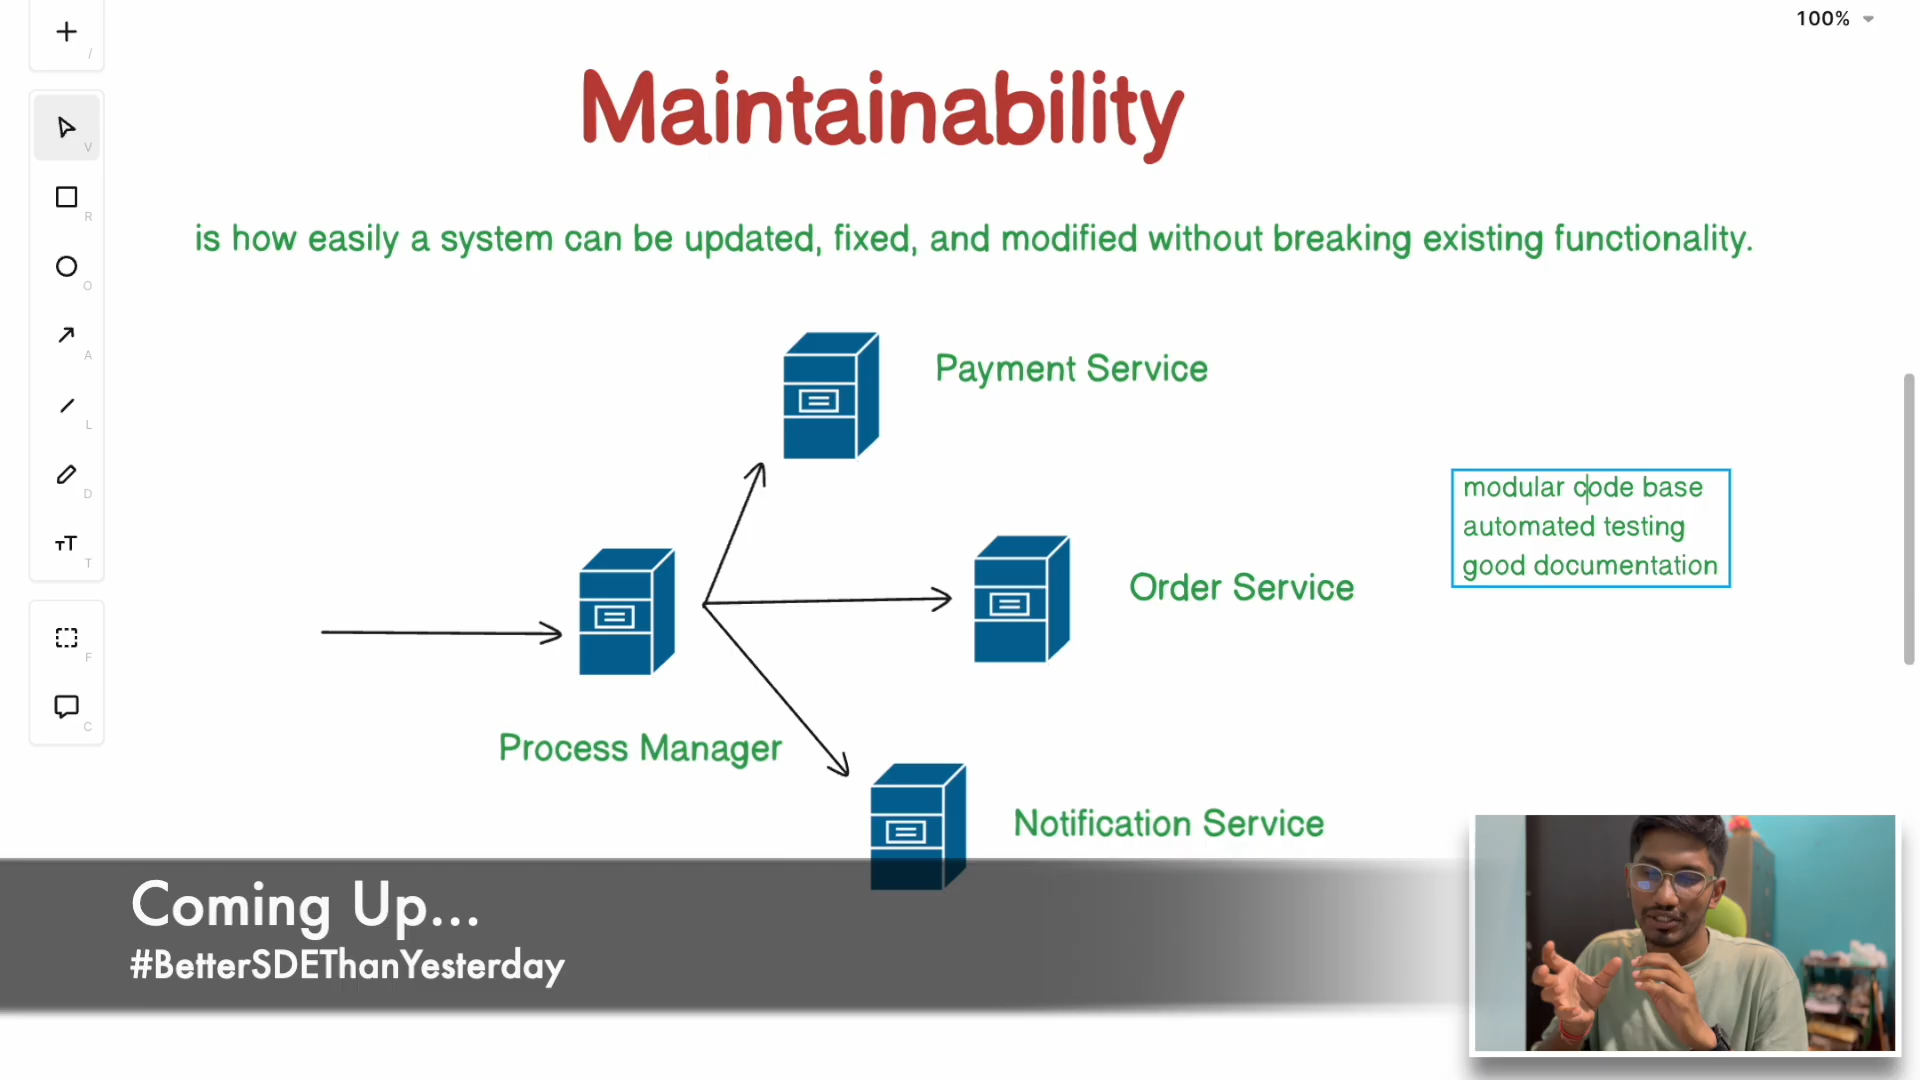 100%
/
V
R
O
A
L
D
T
F
C
Maintainability
is how easily a system can be updated, fixed, and modified without breaking existing functionality.
Payment Service
modular code base
automated testing
good documentation
Order Service
Process Manager
Notification Service
Coming Up...
#BetterSDEThanYesterday